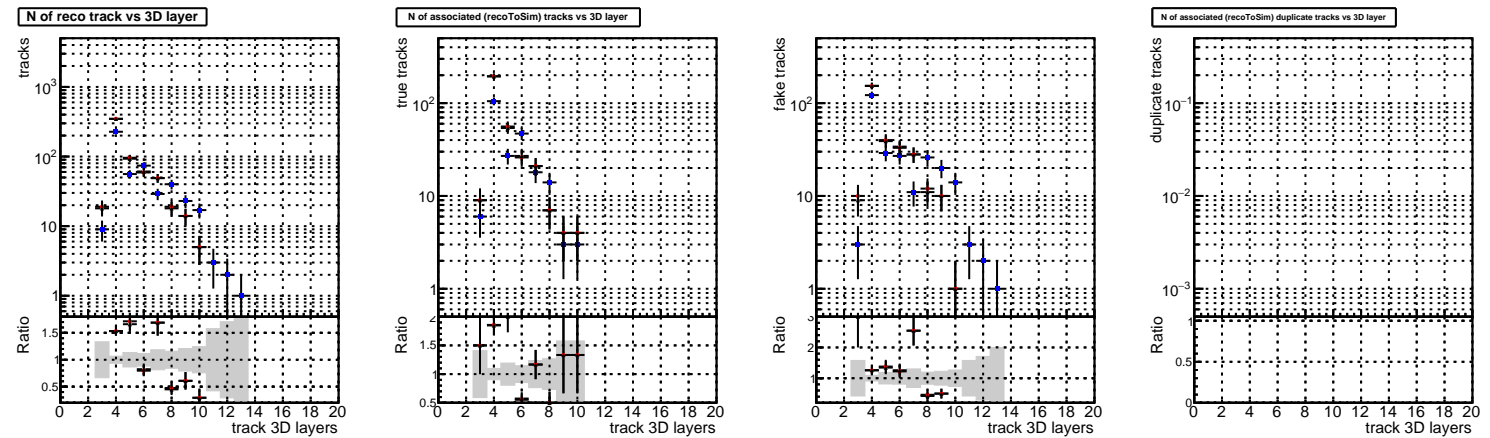 N of reco track vs 3D layer
tracks
10³
10²
10
1
Ratio
1.5
1
0.5
0 2 4 6 8 10 12 14 16 18 20
track 3D layers
N of associated (recoToSim) tracks vs 3D layer
true tracks
10²
10
1
Ratio
2
1.5
1
0.5
0 2 4 6 8 10 12 14 16 18 20
track 3D layers
fake tracks
10²
10
1
Ratio
3
2
1
0 2 4 6 8 10 12 14 16 18 20
track 3D layers
N of associated (recoToSim) duplicate tracks vs 3D layer
duplicate tracks
10⁻¹
10⁻²
10⁻³
Ratio
1
0.5
0
0 2 4 6 8 10 12 14 16 18 20
track 3D layers